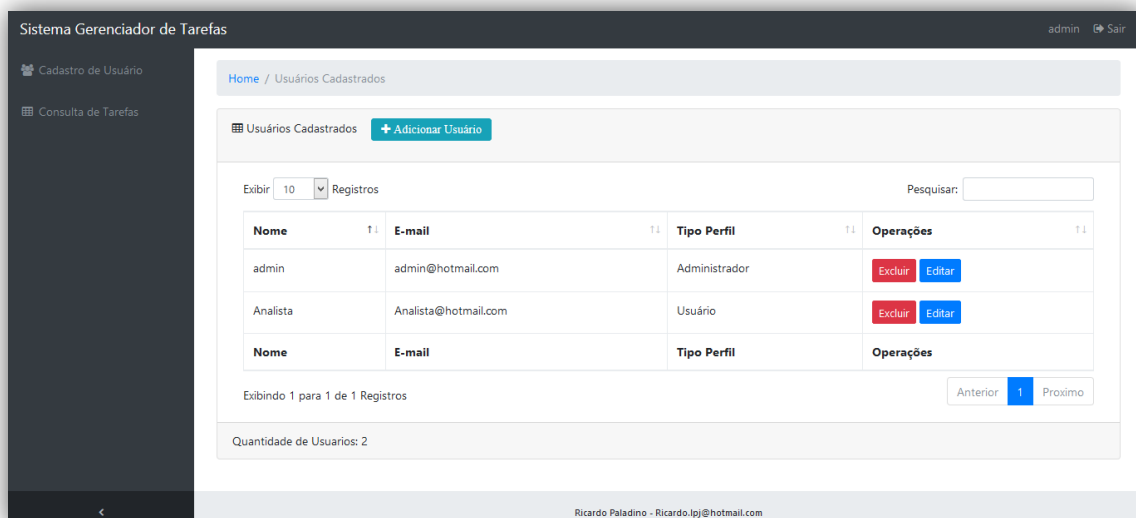 Sistema Gerenciador de Tarefas
admin Sair
Cadastro de Usuário
Consulta de Tarefas
Home / Usuários Cadastrados
Usuários Cadastrados Adicionar Usuário
Exibir 10 Registros
Pesquisar:
Nome E-mail Tipo Perfil Operações
admin admin@hotmail.com Administrador Excluir Editar
Analista Analista@hotmail.com Usuário Excluir Editar
Nome E-mail Tipo Perfil Operações
Exibindo 1 para 1 de 1 Registros
Anterior 1 Proximo
Quantidade de Usuarios: 2
Ricardo Paladino - Ricardo.lpj@hotmail.com